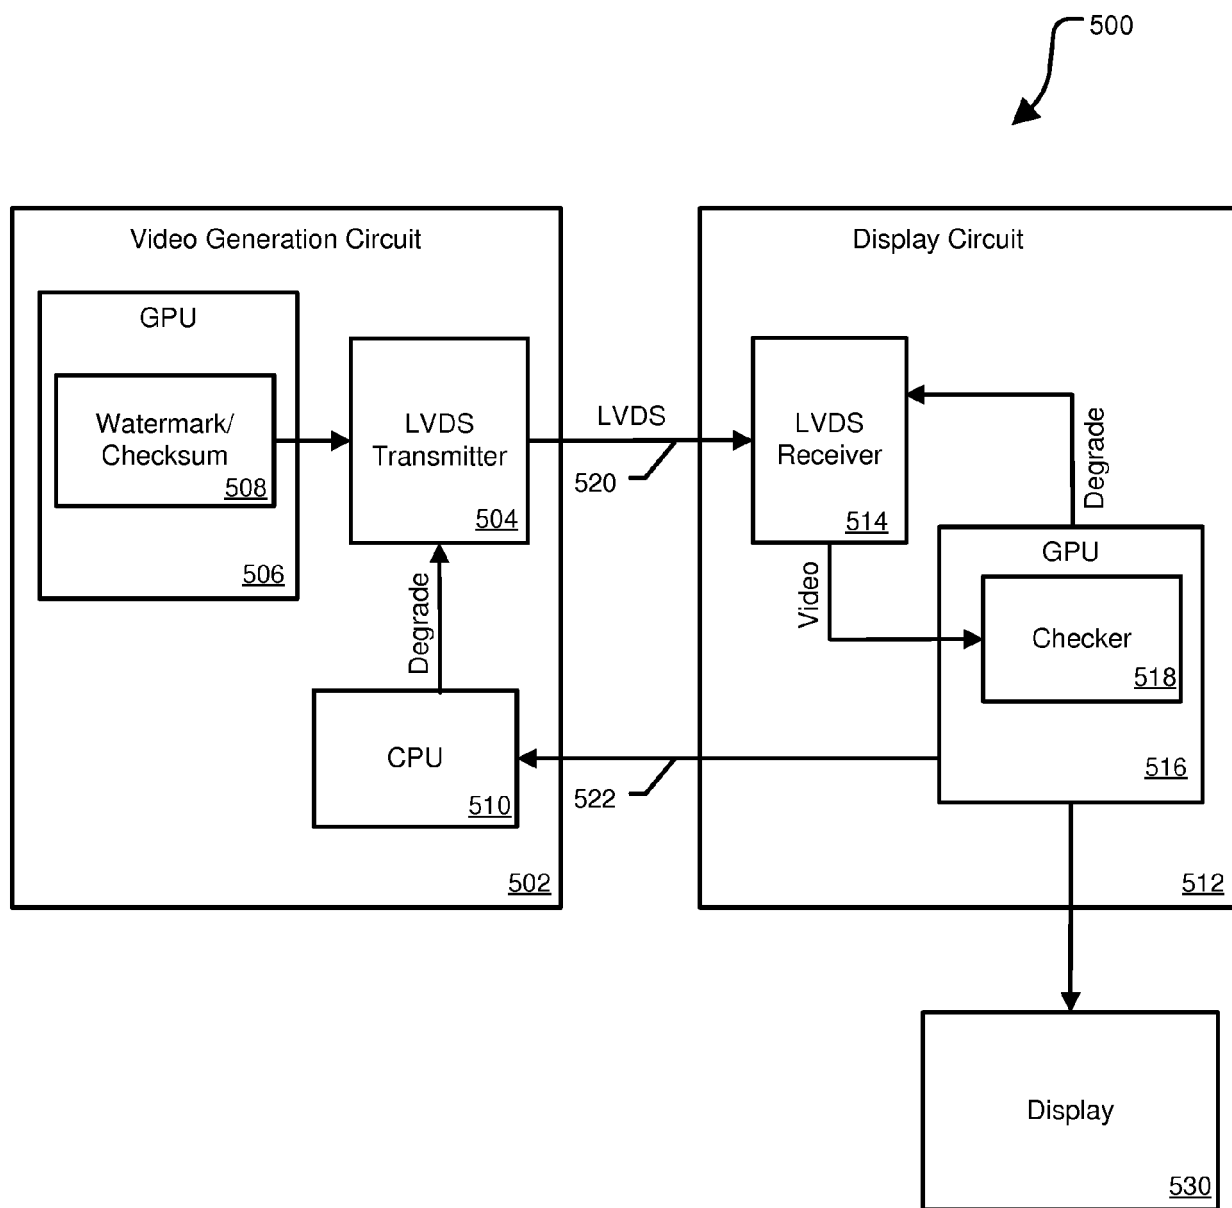 500
Video Generation Circuit
GPU
Watermark/
Checksum
508
506
LVDS
Transmitter
504
Degrade
CPU
510
502
LVDS
520
522
Display Circuit
LVDS
Receiver
514
Degrade
Video
GPU
Checker
518
516
512
Display
530